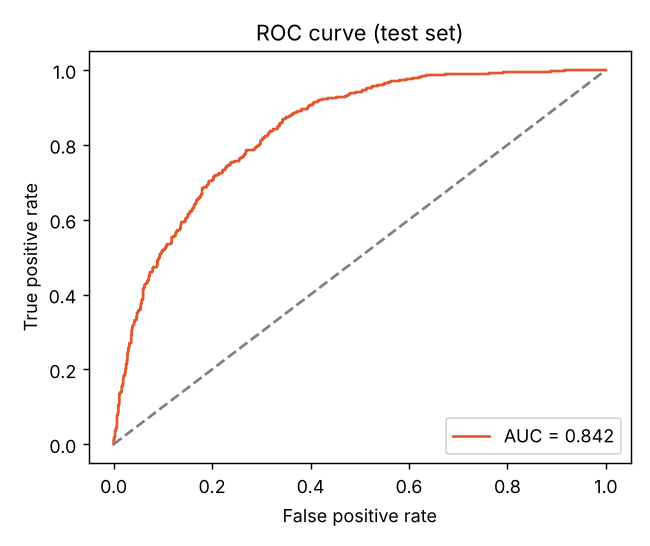 ROC curve (test set)
1.0
0.8
0.6
0.4
0.2
0.0
True positive rate
AUC = 0.842
0.0 0.2 0.4 0.6 0.8 1.0
False positive rate